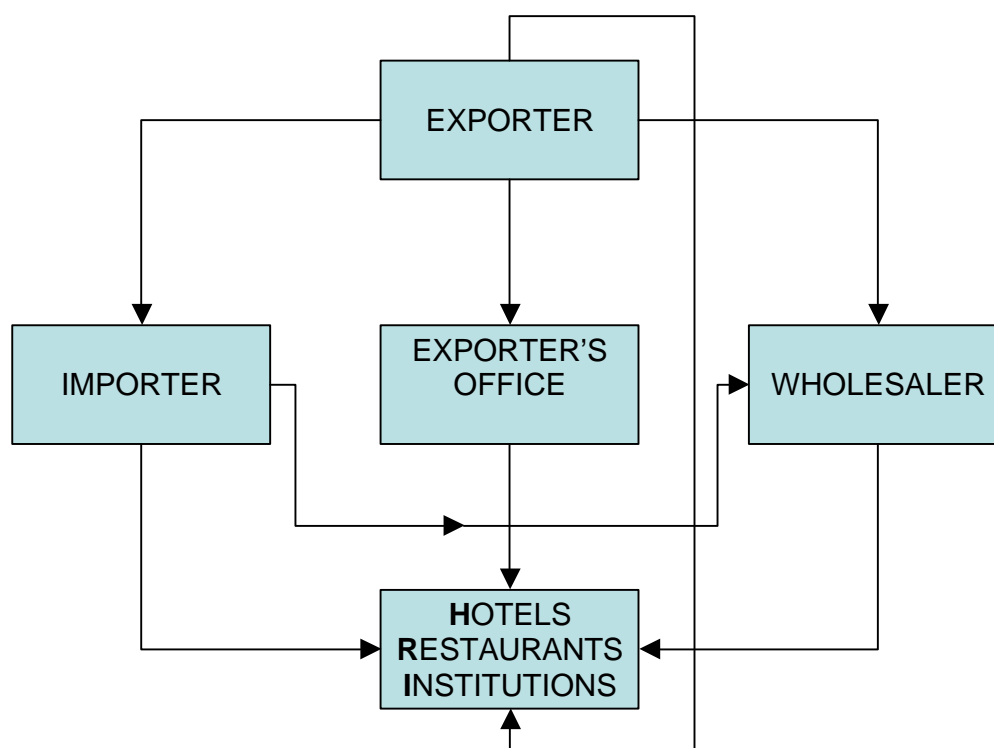 EXPORTER
IMPORTER
EXPORTER’S
OFFICE
WHOLESALER
HOTELS
RESTAURANTS
INSTITUTIONS